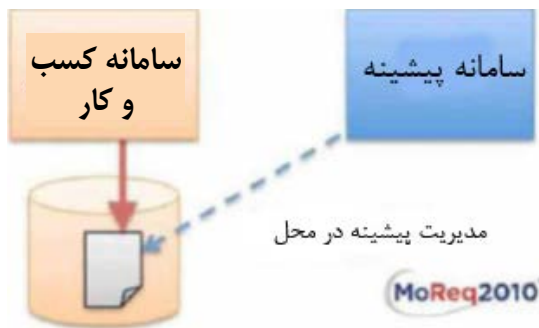 سامانه کسب
و کار
سامانه پیشینه
مدیریت پیشینه در محل
MoReq2010